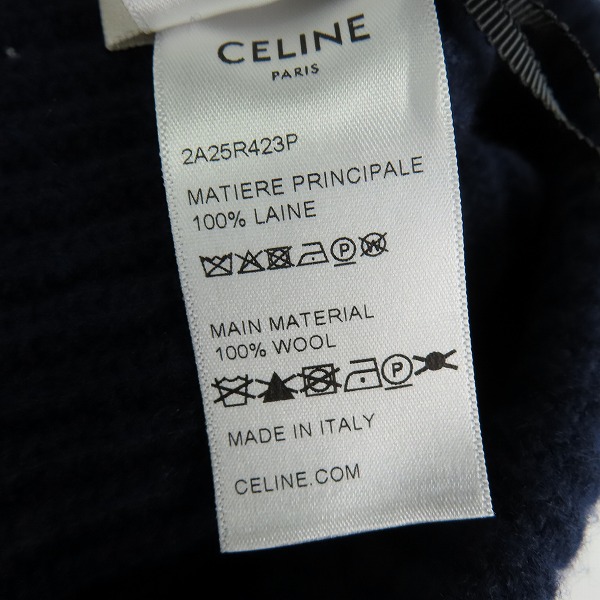 CELINE
PARIS
2A25R423P
MATIERE PRINCIPALE
100% LAINE
P W
MAIN MATERIAL
100% WOOL
P
MADE IN ITALY
CELINE.COM